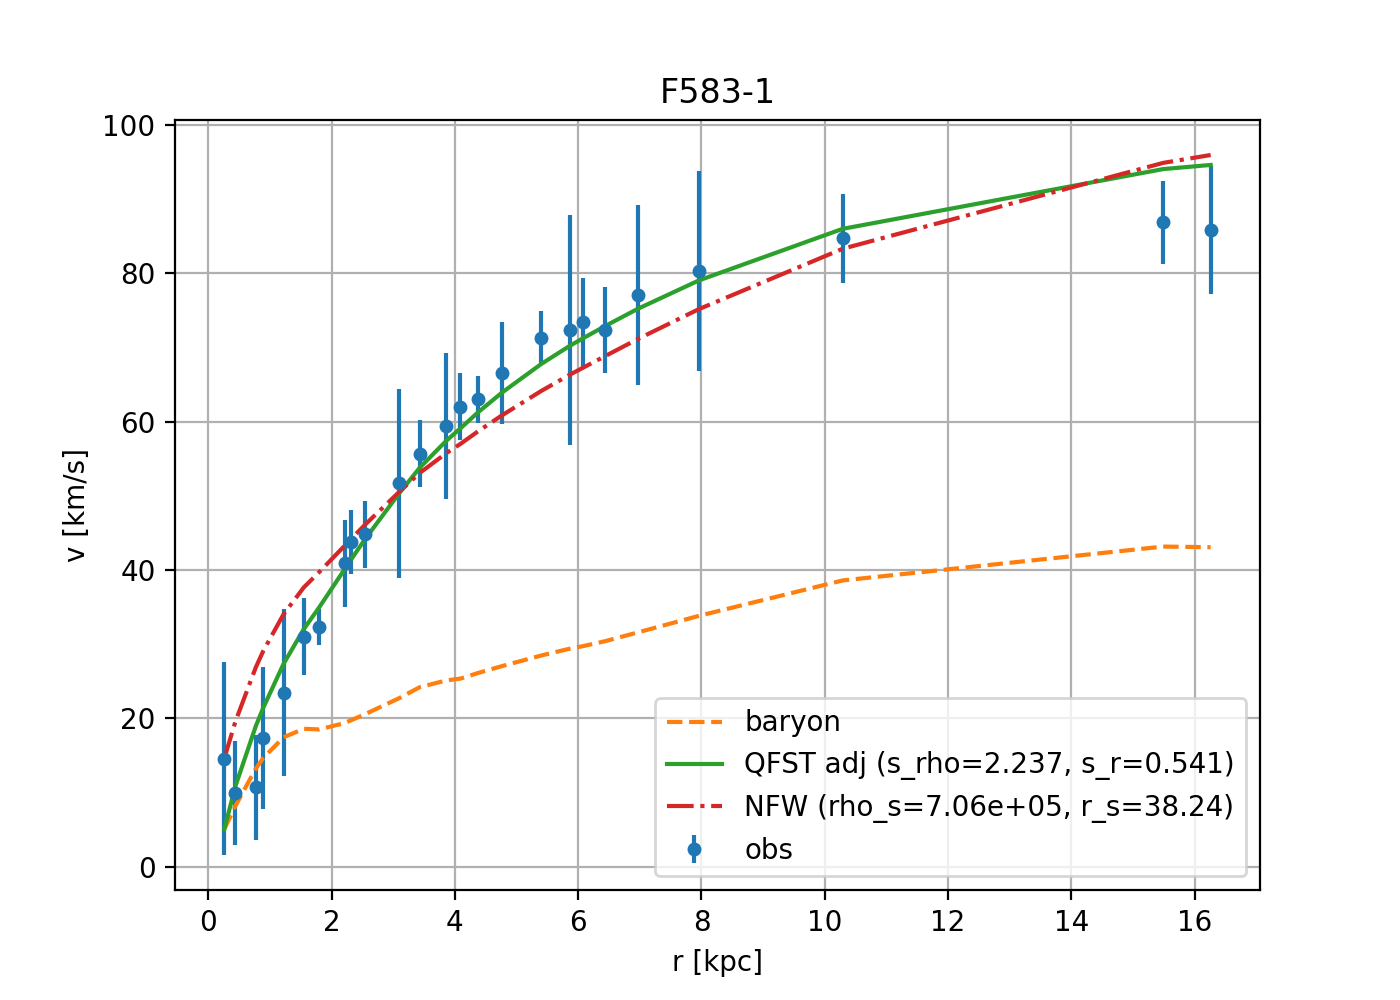 F583-1
100
80
60
40
20
0
v [km/s]
baryon
QFST adj (s_rho=2.237, s_r=0.541)
NFW (rho_s=7.06e+05, r_s=38.24)
obs
0 2 4 6 8 10 12 14 16
r [kpc]